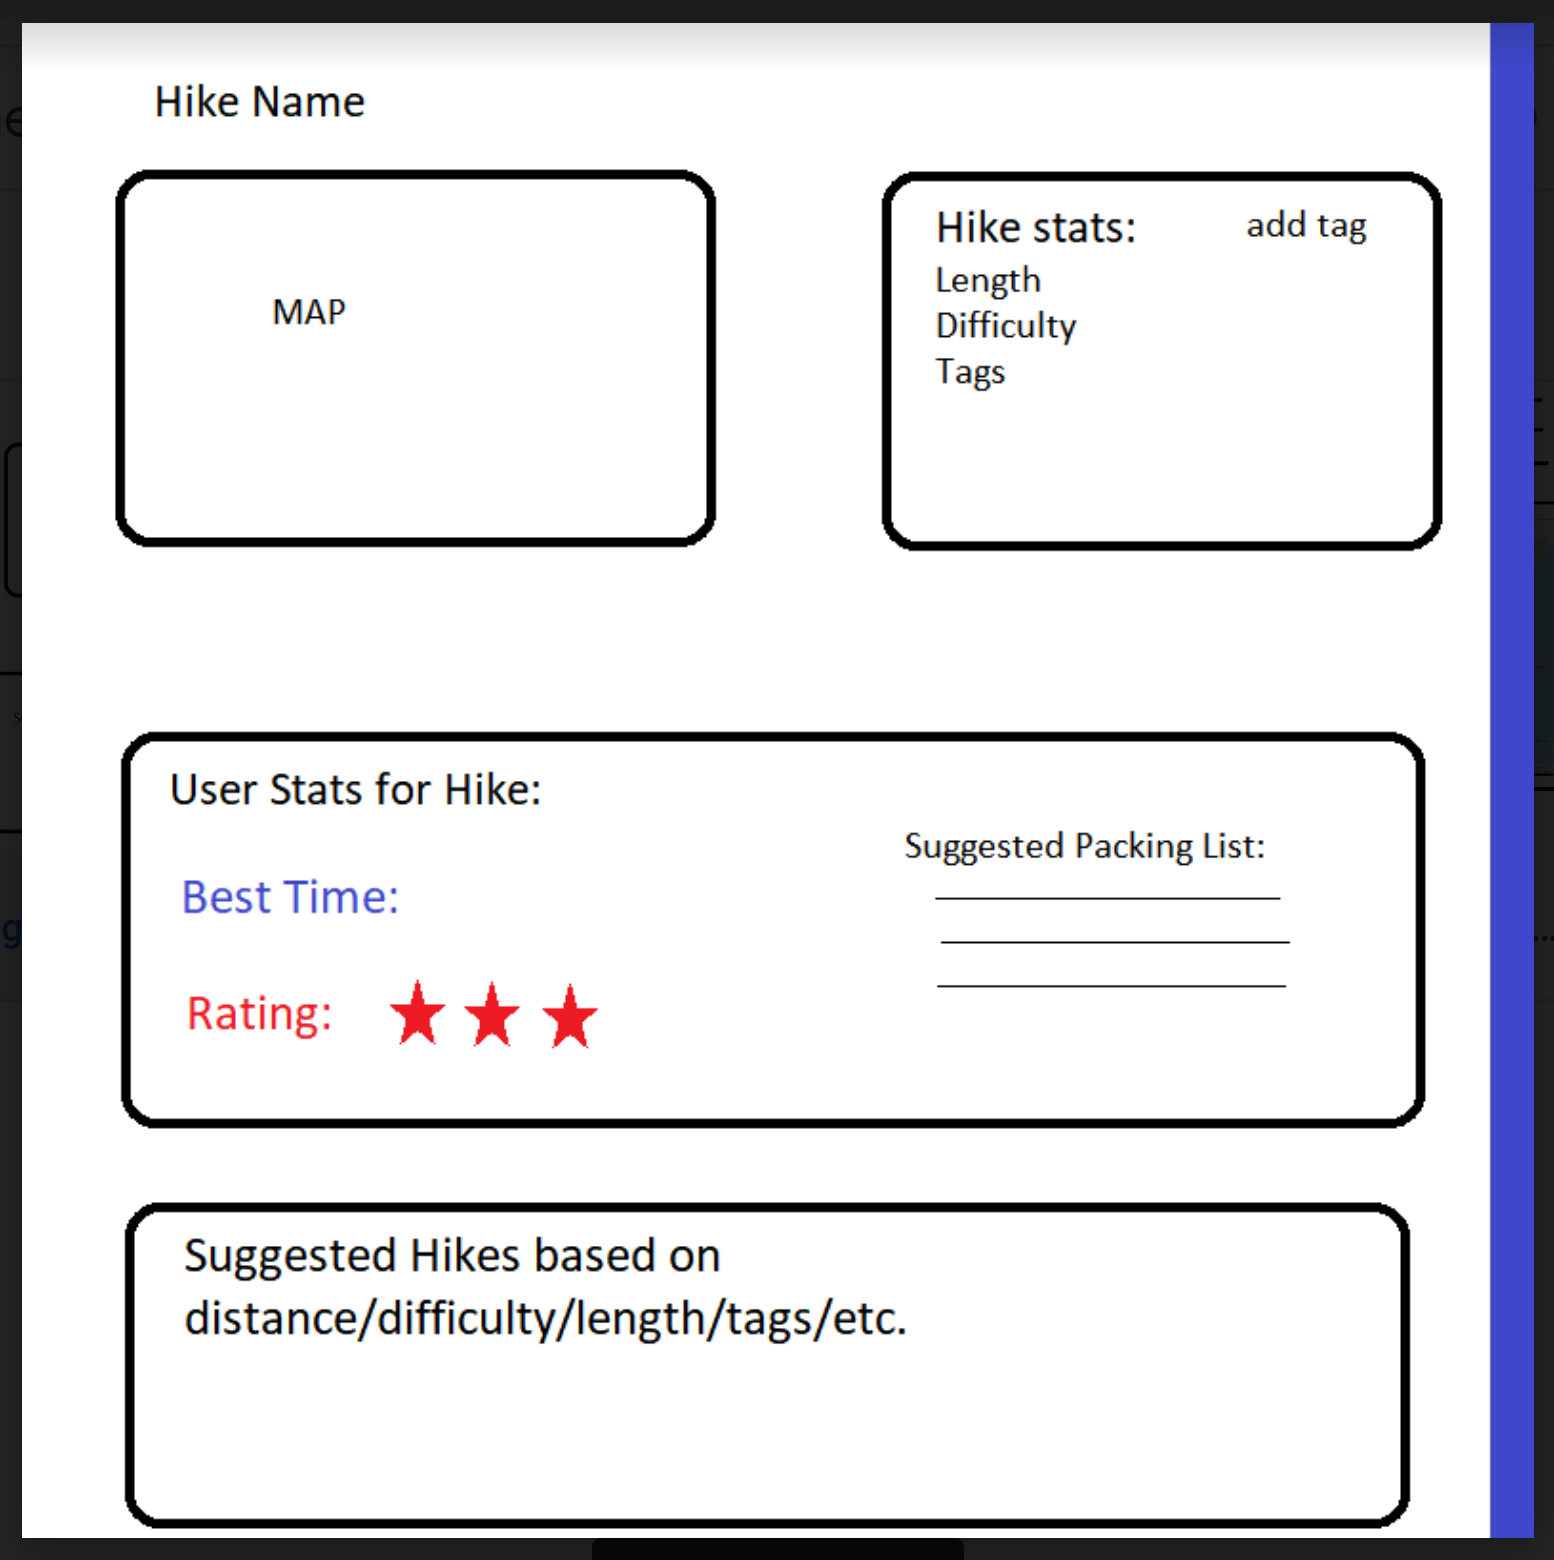 Hike Name
MAP
Hike stats:
add tag
Length
Difficulty
Tags
User Stats for Hike:
Best Time:
Rating:
Suggested Packing List:
Suggested Hikes based on
distance/difficulty/length/tags/etc.